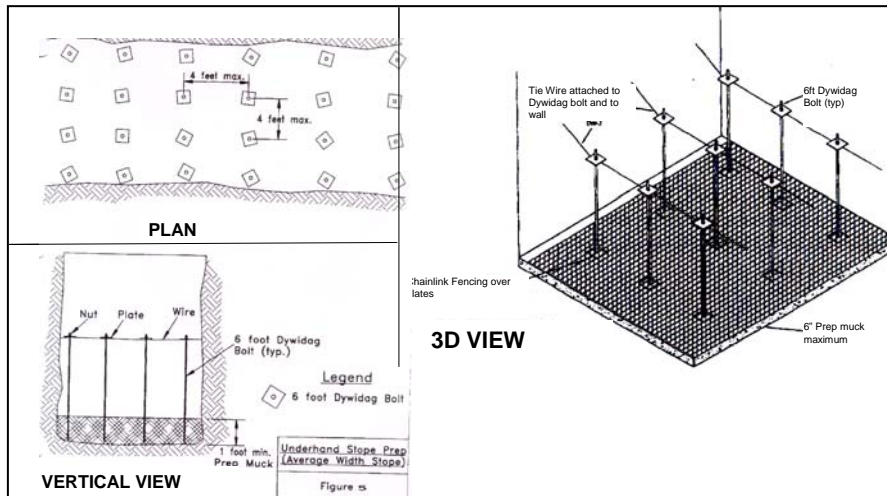 4 feet max.
4 feet max.
PLAN
Nut
Plate
Wire
6 foot Dywidag
Bolt (typ.)
Legend
6 foot Dywidag Bolt
1 foot min.
Prep Muck
Underhand Stope Prep
(Average Width Stope)
Figure 5
VERTICAL VIEW
Tie Wire attached to
Dywidag bolt and to
wall
6ft Dywidag
Bolt (typ)
Chainlink Fencing over
lates
3D VIEW
6" Prep muck
maximum